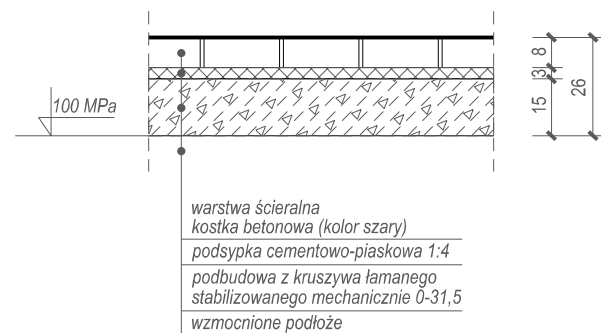 100 MPa
8
3
15
26
warstwa ścieralna
kostka betonowa (kolor szary)
podsypka cementowo-piaskowa 1:4
podbudowa z kruszywa łamanego
stabilizowanego mechanicznie 0-31,5
wzmocnione podłoże